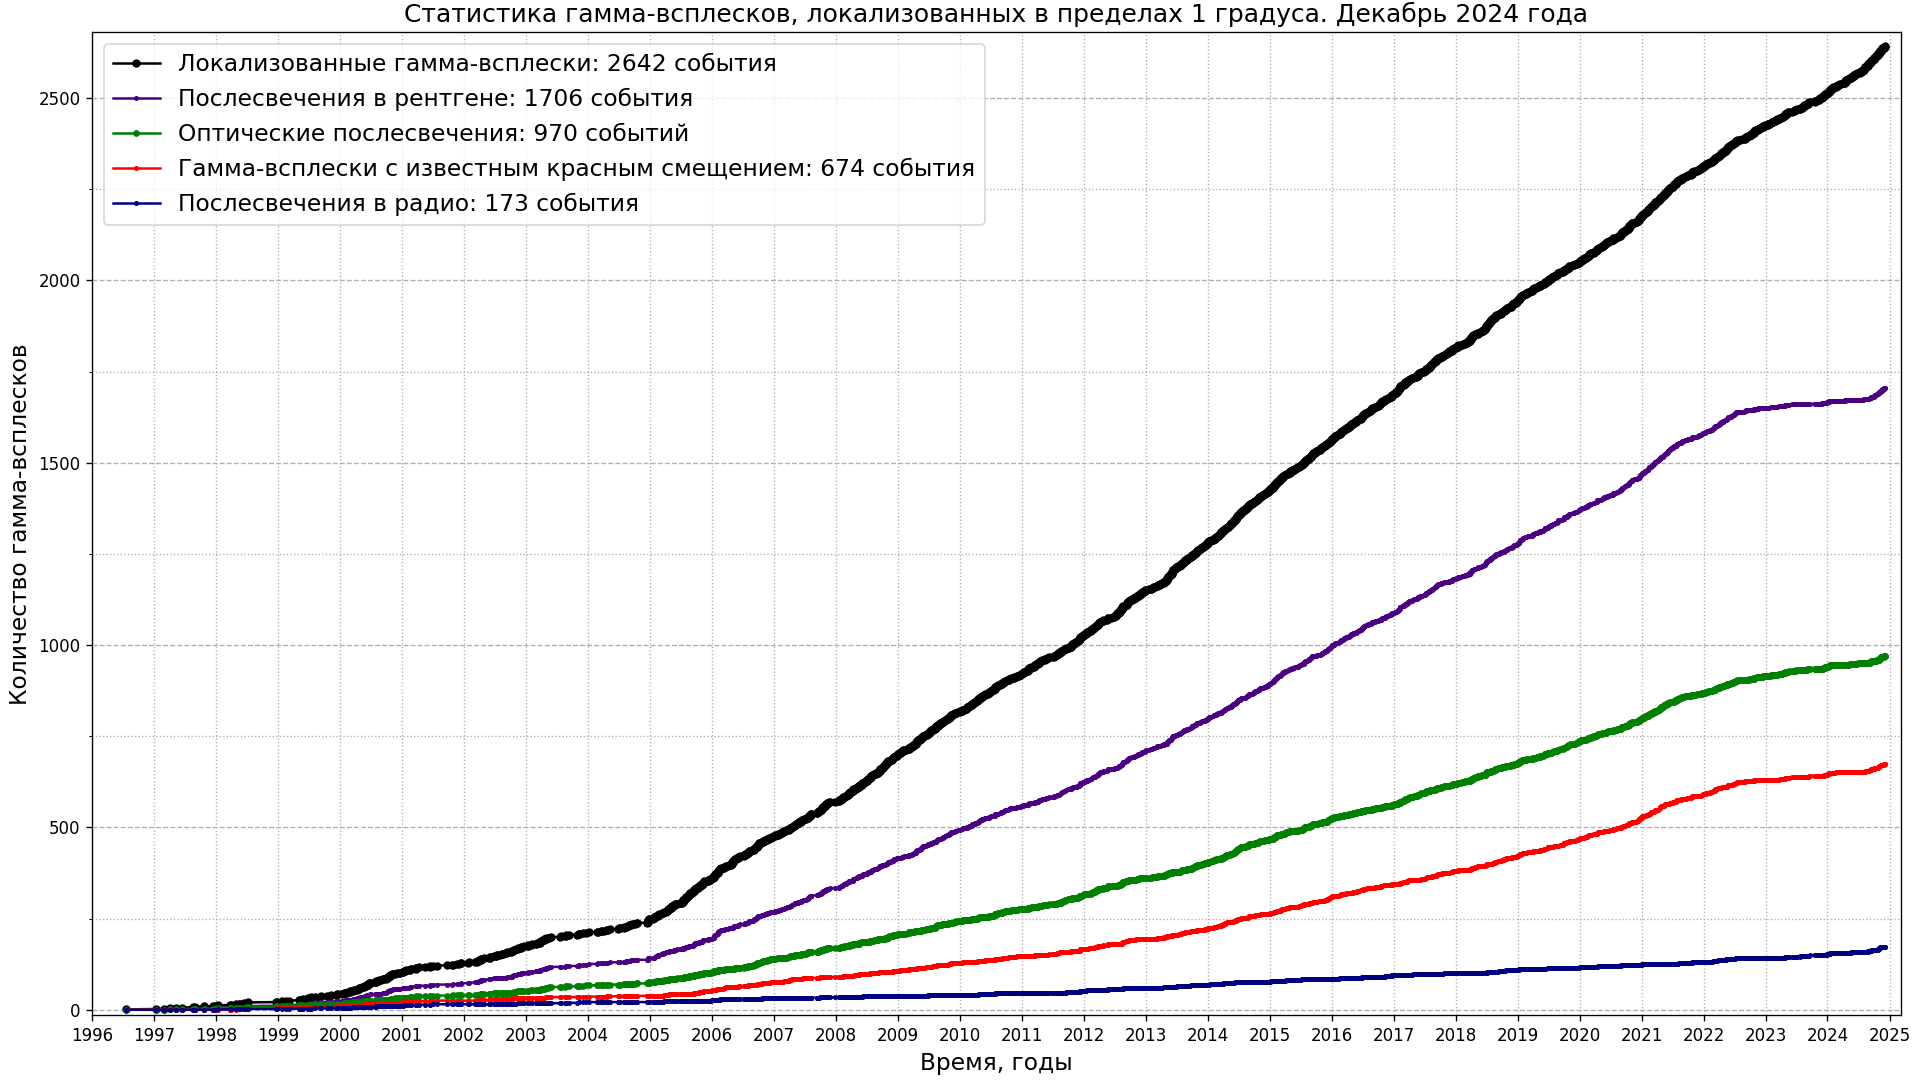 Статистика гамма-всплесков, локализованных в пределах 1 градуса. Декабрь 2024 года
Локализованные гамма-всплески: 2642 события
Послесвечения в рентгене: 1706 события
Оптические послесвечения: 970 событий
Гамма-всплески с известным красным смещением: 674 события
Послесвечения в радио: 173 события
Количество гамма-всплесков
2500
2000
1500
1000
500
0
1996 1997 1998 1999 2000 2001 2002 2003 2004 2005 2006 2007 2008 2009 2010 2011 2012 2013 2014 2015 2016 2017 2018 2019 2020 2021 2022 2023 2024 2025
Время, годы